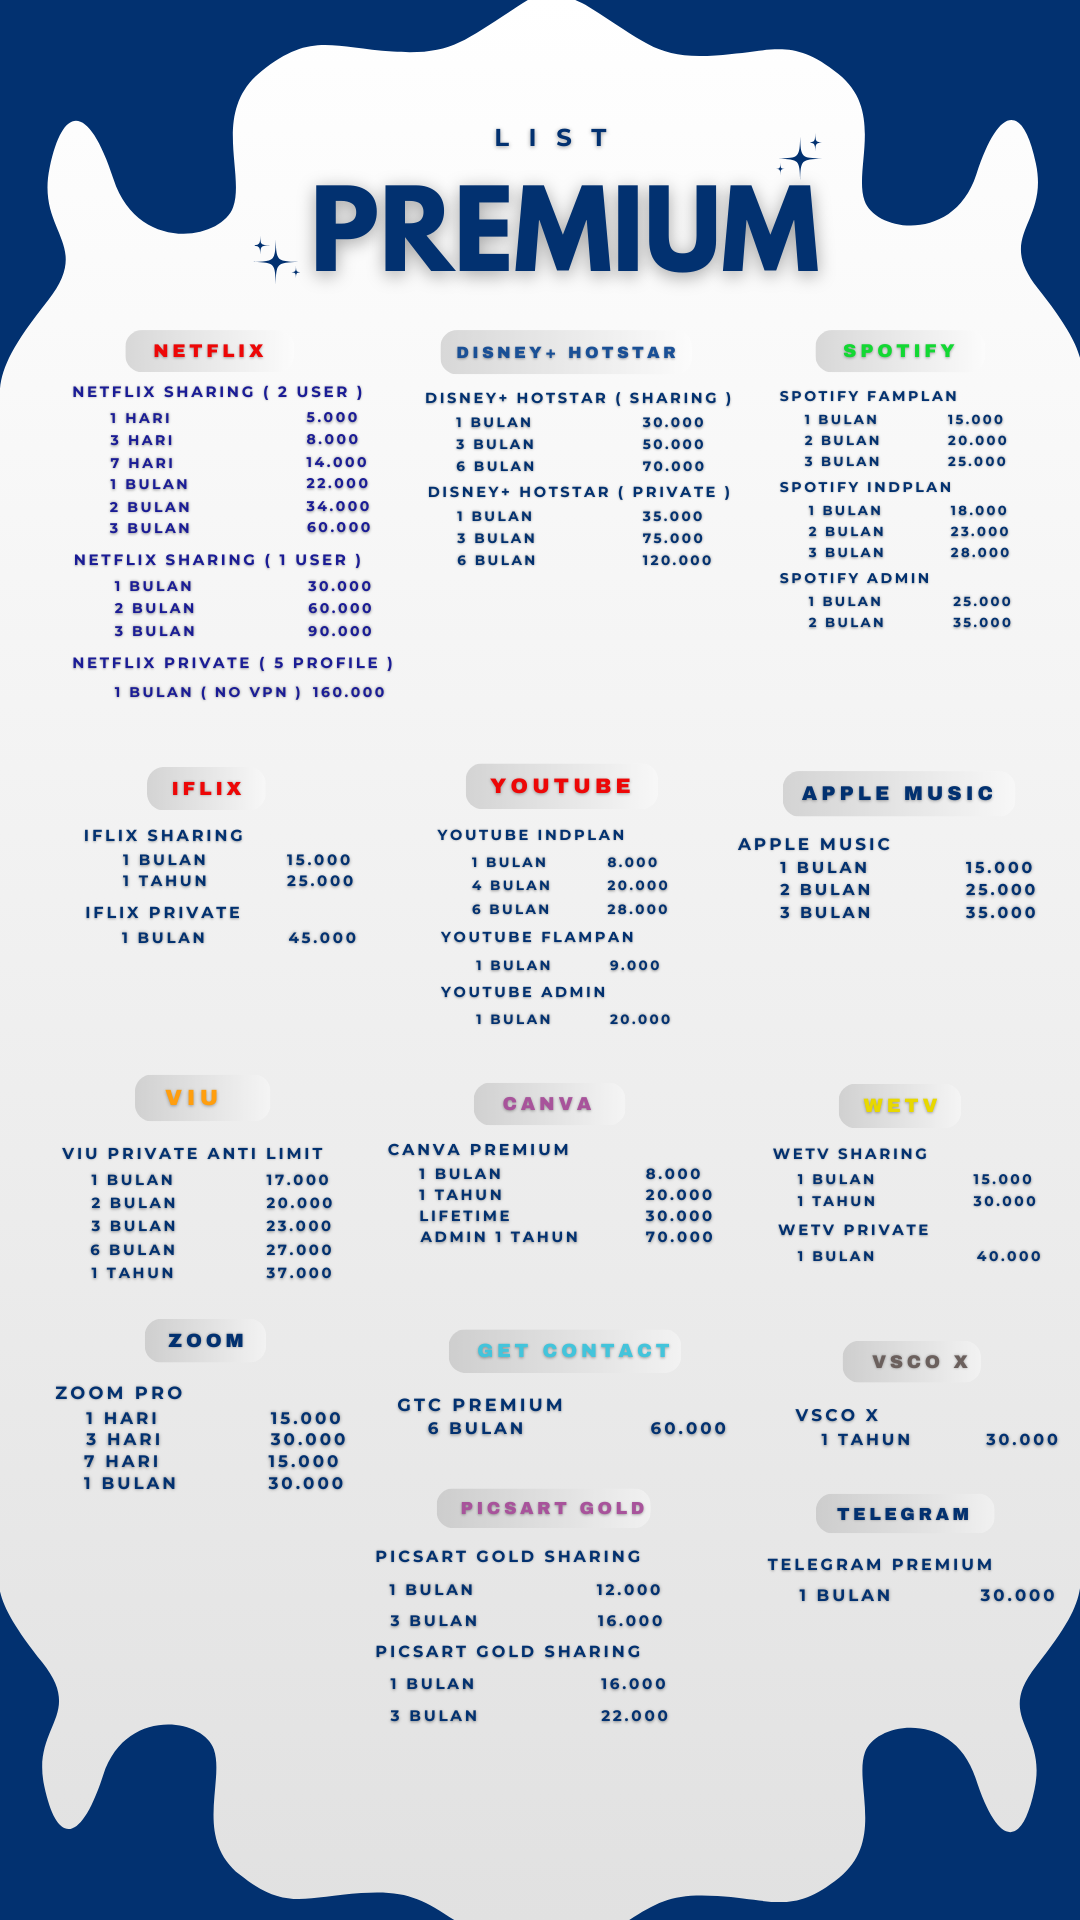 LIST
PREMIUM
NETFLIX
NETFLIX SHARING ( 2 USER )
1 HARI 5.000
3 HARI 8.000
7 HARI 14.000
1 BULAN 22.000
2 BULAN 34.000
3 BULAN 60.000
NETFLIX SHARING ( 1 USER )
1 BULAN 30.000
2 BULAN 60.000
3 BULAN 90.000
NETFLIX PRIVATE ( 5 PROFILE )
1 BULAN ( NO VPN ) 160.000
DISNEY+ HOTSTAR
DISNEY+ HOTSTAR ( SHARING )
1 BULAN 30.000
3 BULAN 50.000
6 BULAN 70.000
DISNEY+ HOTSTAR ( PRIVATE )
1 BULAN 35.000
3 BULAN 75.000
6 BULAN 120.000
SPOTIFY
SPOTIFY FAMPLAN
1 BULAN 15.000
2 BULAN 20.000
3 BULAN 25.000
SPOTIFY INDPLAN
1 BULAN 18.000
2 BULAN 23.000
3 BULAN 28.000
SPOTIFY ADMIN
1 BULAN 25.000
2 BULAN 35.000
IFLIX
IFLIX SHARING
1 BULAN 15.000
1 TAHUN 25.000
IFLIX PRIVATE
1 BULAN 45.000
YOUTUBE
YOUTUBE INDPLAN
1 BULAN 8.000
4 BULAN 20.000
6 BULAN 28.000
YOUTUBE FLAMPAN
1 BULAN 9.000
YOUTUBE ADMIN
1 BULAN 20.000
APPLE MUSIC
APPLE MUSIC
1 BULAN 15.000
2 BULAN 25.000
3 BULAN 35.000
VIU
VIU PRIVATE ANTI LIMIT
1 BULAN 17.000
2 BULAN 20.000
3 BULAN 23.000
6 BULAN 27.000
1 TAHUN 37.000
CANVA
CANVA PREMIUM
1 BULAN 8.000
1 TAHUN 20.000
LIFETIME 30.000
ADMIN 1 TAHUN 70.000
WETV
WETV SHARING
1 BULAN 15.000
1 TAHUN 30.000
WETV PRIVATE
1 BULAN 40.000
ZOOM
ZOOM PRO
1 HARI 15.000
3 HARI 30.000
7 HARI 15.000
1 BULAN 30.000
GET CONTACT
GTC PREMIUM
6 BULAN 60.000
VSCO X
VSCO X
1 TAHUN 30.000
PICSART GOLD
PICSART GOLD SHARING
1 BULAN 12.000
3 BULAN 16.000
PICSART GOLD SHARING
1 BULAN 16.000
3 BULAN 22.000
TELEGRAM
TELEGRAM PREMIUM
1 BULAN 30.000